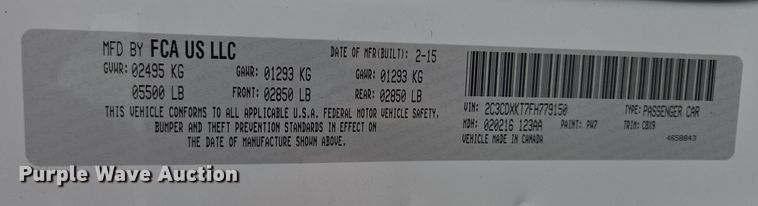 MFD BY FCA US LLC DATE OF MFR(BUILT): 2-15
GVWR: 02495 KG GAWR: 01293 KG GAWR: 01293 KG
05500 LB FRONT: 02850 LB REAR: 02850 LB
THIS VEHICLE CONFORMS TO ALL APPLICABLE U.S.A. FEDERAL MOTOR VEHICLE SAFETY,
BUMPER AND THEFT PREVENTION STANDARDS IN EFFECT ON
THE DATE OF MANUFACTURE SHOWN ABOVE.
VIN: 2C3CDXKT7FH779150 TYPE: PASSENGER CAR
MDH: 020216 123AA PAINT: PW7 TRIM: CBX9
VEHICLE MADE IN CANADA 4658843
Purple Wave Auction